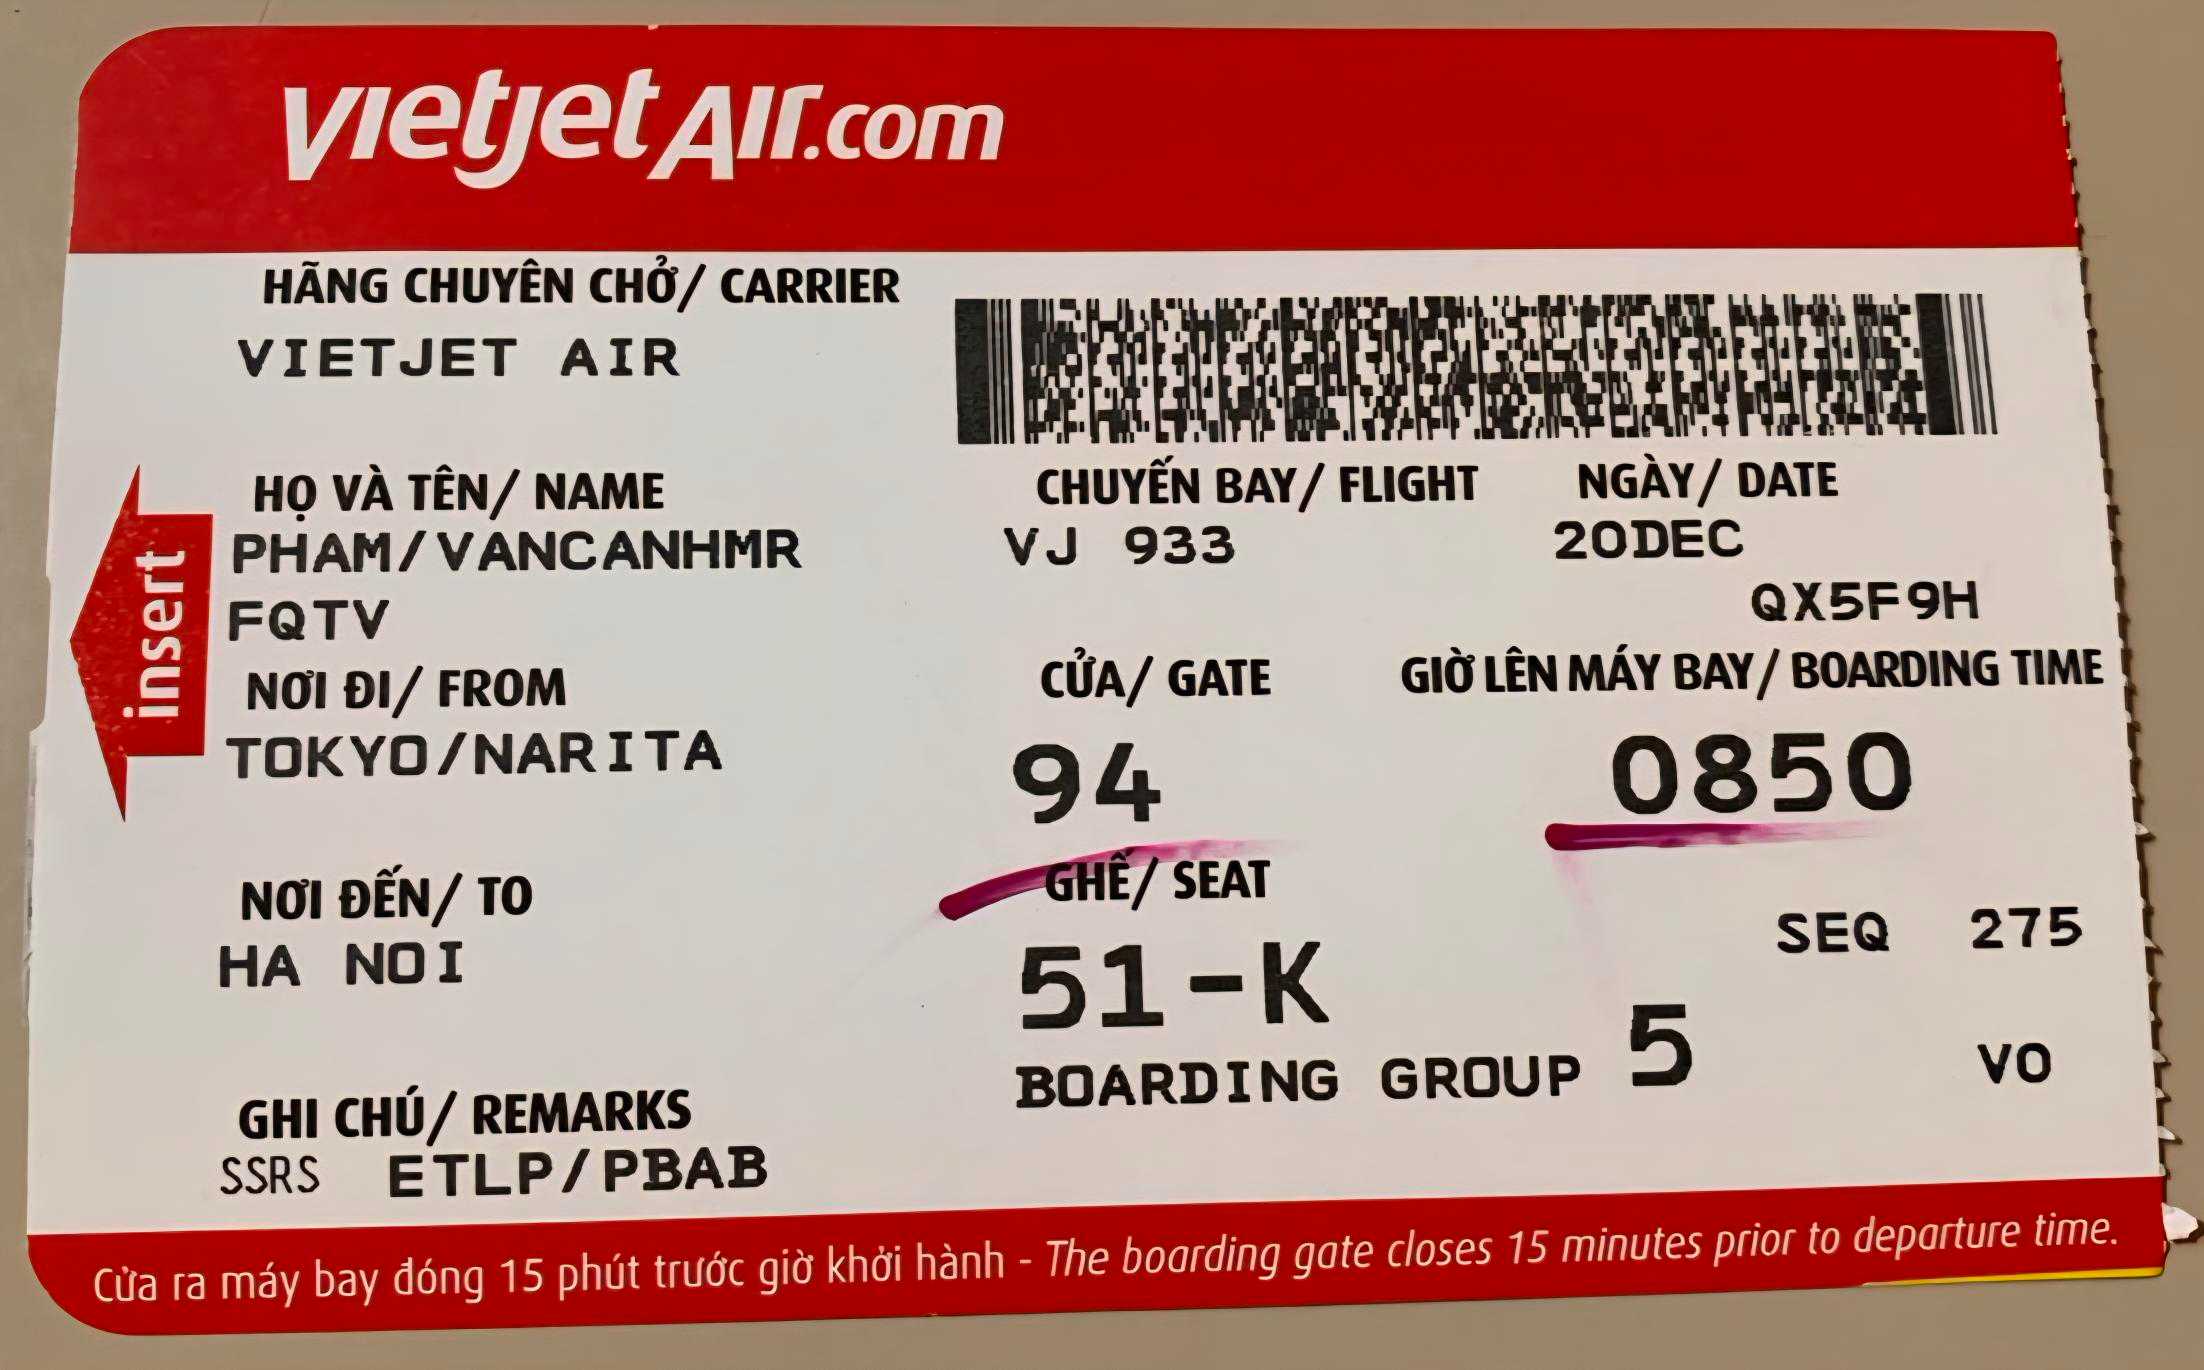 vietjetAir.com
HÃNG CHUYÊN CHỞ/ CARRIER
VIETJET AIR
HỌ VÀ TÊN/ NAME
PHAM/VANCANHMR
FQTV
CHUYẾN BAY/ FLIGHT
VJ 933
NGÀY/ DATE
20DEC
QX5F9H
insert
NƠI ĐI/ FROM
TOKYO/NARITA
CỬA/ GATE
94
GIỜ LÊN MÁY BAY/ BOARDING TIME
0850
NƠI ĐẾN/ TO
HA NOI
GHẾ/ SEAT
51-K
SEQ 275
BOARDING GROUP 5
VO
GHI CHÚ/ REMARKS
SSRS ETLP/PBAB
Cửa ra máy bay đóng 15 phút trước giờ khởi hành - The boarding gate closes 15 minutes prior to departure time.